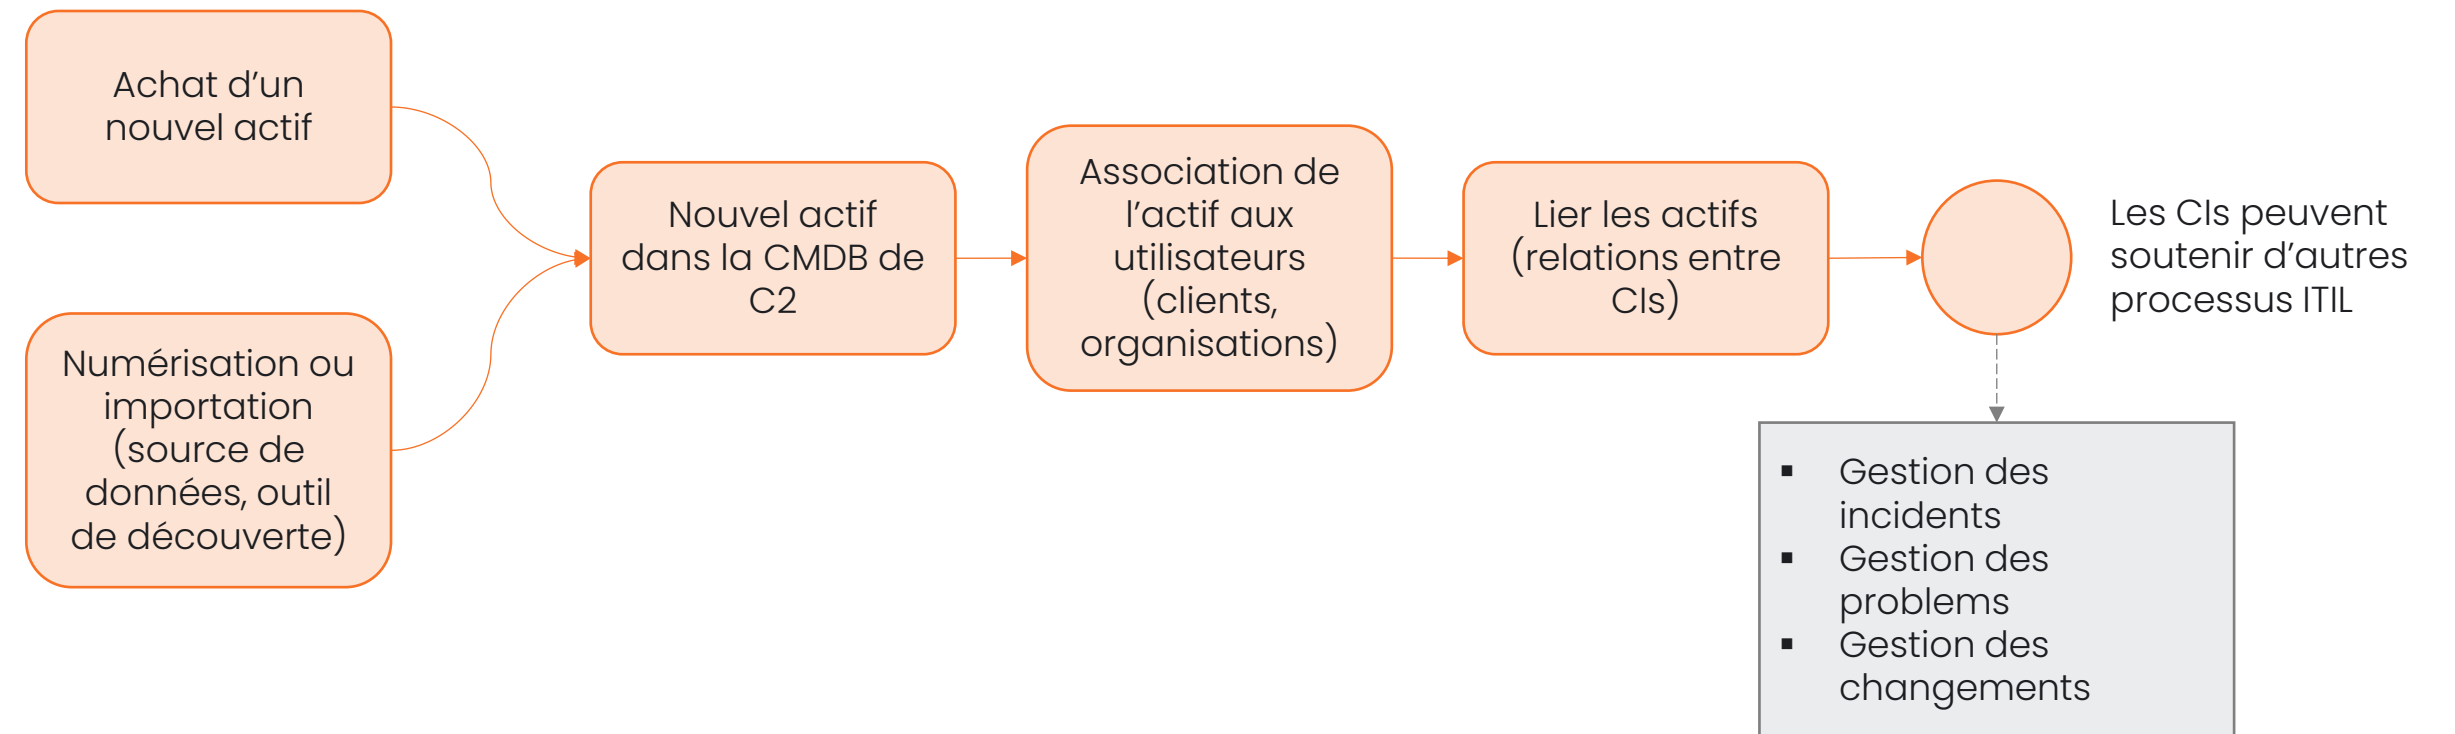 Achat d’un
nouvel actif
Numérisation ou
importation
(source de
données, outil
de découverte)
Nouvel actif
dans la CMDB de
C2
Association de
l’actif aux
utilisateurs
(clients,
organisations)
Lier les actifs
(relations entre
CIs)
Les CIs peuvent
soutenir d’autres
processus ITIL
▪ Gestion des
incidents
▪ Gestion des
problems
▪ Gestion des
changements